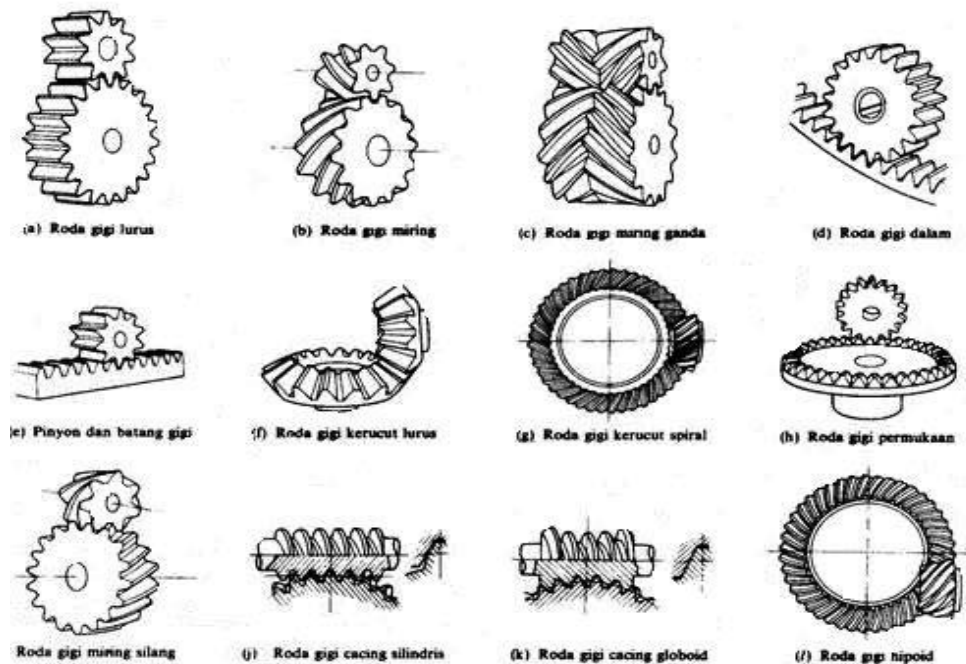 (a) Roda gigi lurus
(b) Roda gigi miring
(c) Roda gigi miring ganda
(d) Roda gigi dalam
(e) Pinyon dan batang gigi
(f) Roda gigi kerucut lurus
(g) Roda gigi kerucut spiral
(h) Roda gigi permukaan
Roda gigi miring silang
(j) Roda gigi cacing silindris
(k) Roda gigi cacing globoid
(l) Roda gigi hipoid